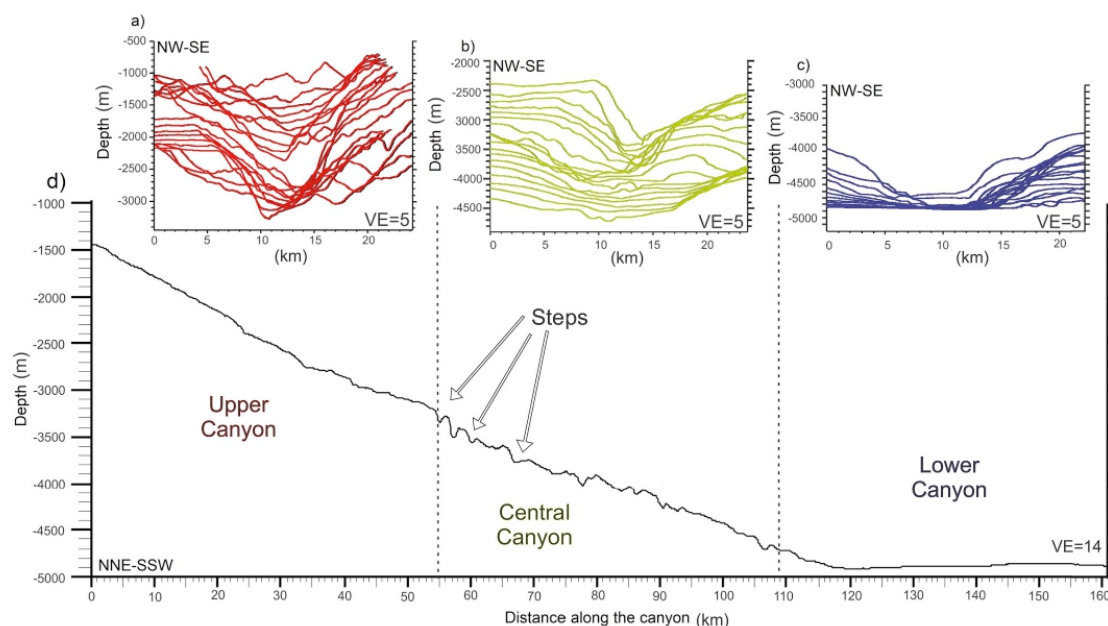 a)
NW-SE
-500
-1000
-1500
-2000
-2500
-3000
Depth (m)
0 5 10 15 20
(km)
VE=5
b)
NW-SE
-2000
-2500
3000
-3500
-4000
-4500
Depth (m)
0 5 10 15 20
(km)
VE=5
c)
NW-SE
-3000
-4000
-4500
-5000
Depth (m)
0 5 10 15 20
(km)
VE=5
d)
-1000
-1500
-2000
-2500
-3000
-3500
-4000
-4500
-5000
Depth (m)
Steps
Upper
Canyon
Central
Canyon
Lower
Canyon
NNE-SSW
VE=14
0 10 20 30 40 50 60 70 80 90 100 110 120 130 140 150 160
Distance along the canyon (km)